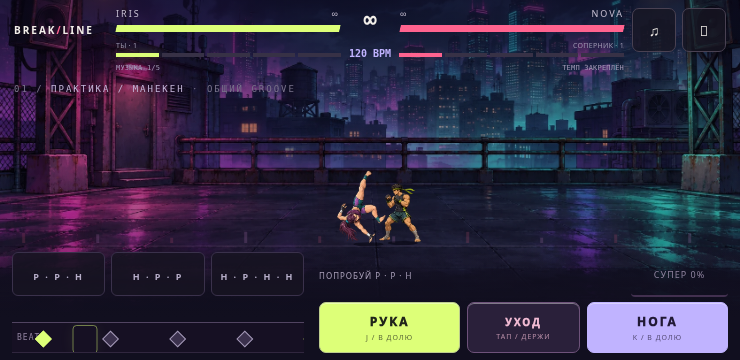 BREAK/LINE
IRIS ∞
∞
∞ NOVA
♫
ТЫ · 1
120 BPM
СОПЕРНИК · 1
МУЗЫКА 1/5
ТЕМП ЗАКРЕПЛЁН
01 / ПРАКТИКА / МАНЕКЕН · ОБЩИЙ GROOVE
Р · Р · Н
Н · Р · Р
Н · Р · Н · Н
ПОПРОБУЙ Р · Р · Н
СУПЕР 0%
BEAT
РУКА
J / В ДОЛЮ
УХОД
ТАП / ДЕРЖИ
НОГА
K / В ДОЛЮ